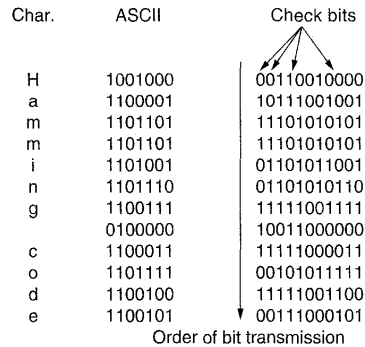 Char. ASCII Check bits
H 1001000 00110010000
a 1100001 10111001001
m 1101101 11101010101
m 1101101 11101010101
i 1101001 01101011001
n 1101110 01101010110
g 1100111 11111001111
0100000 10011000000
c 1100011 11111000011
o 1101111 00101011111
d 1100100 11111001100
e 1100101 00111000101
Order of bit transmission